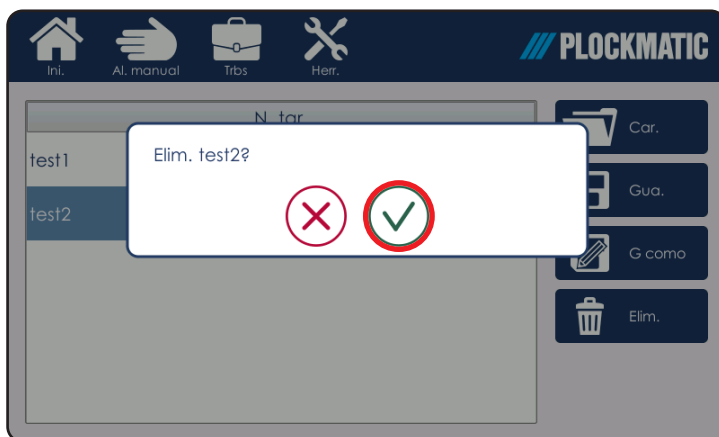 PLOCKMATIC
Ini.
Al. manual
Trbs
Herr.
N. tar
Car.
test1
Elim. test2?
Gua.
test2
G como
Elim.